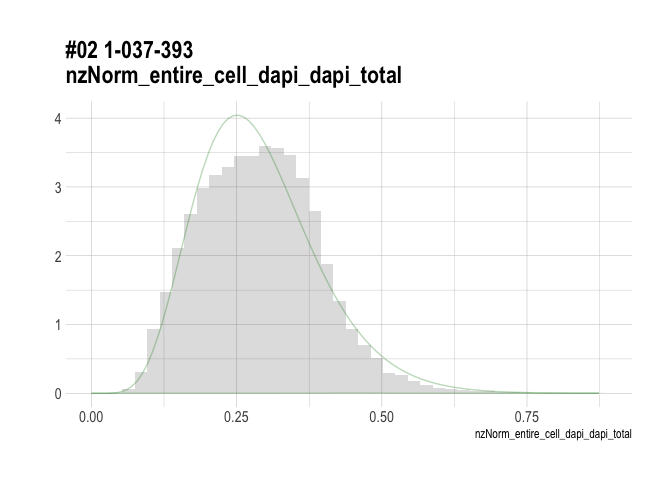 #02 1-037-393
nzNorm_entire_cell_dapi_dapi_total
4
3
2
1
0
0.00 0.25 0.50 0.75
nzNorm_entire_cell_dapi_dapi_total